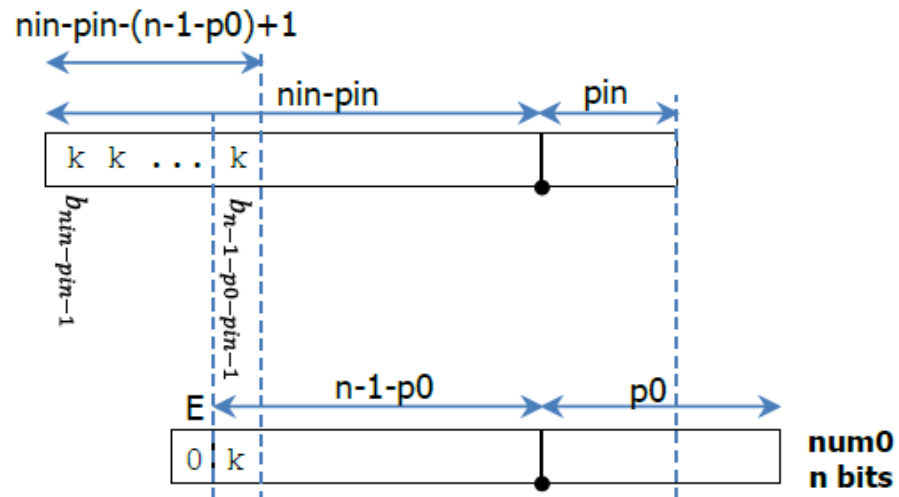 nin-pin-(n-1-p0)+1
nin-pin pin
k k ... k
b_{nin-pin-1} b_{n-1-p0-pin-1}
E n-1-p0 p0
0 k num0
n bits